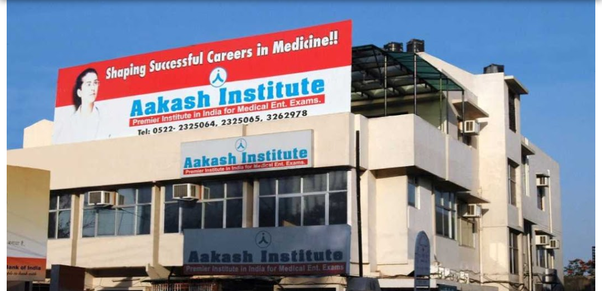 Shaping Successful Careers in Medicine!!
Aakash Institute
Premier Institute in India for Medical Ent. Exams.
Tel: 0522- 2325064, 2325065, 3262978
Aakash Institute
Premier Institute in India for Medical Ent. Exams.
Aakash Institute
Premier Institute in India for Medical Ent. Exams.
of India